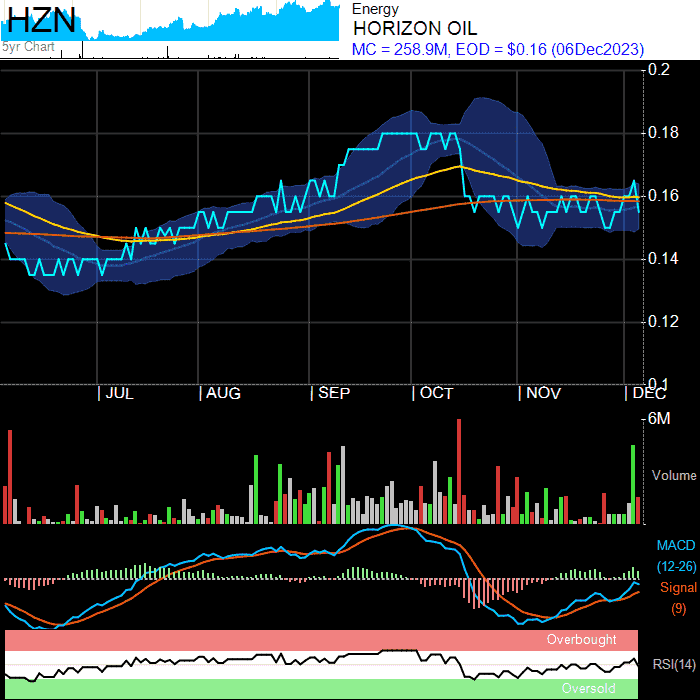 HZN
5yr Chart
Energy
HORIZON OIL
MC = 258.9M, EOD = $0.16 (06Dec2023)
0.2
0.18
0.16
0.14
0.12
0.1
| JUL | AUG | SEP | OCT | NOV | DEC
6M
Volume
MACD
(12-26)
Signal
(9)
Overbought
RSI(14)
Oversold